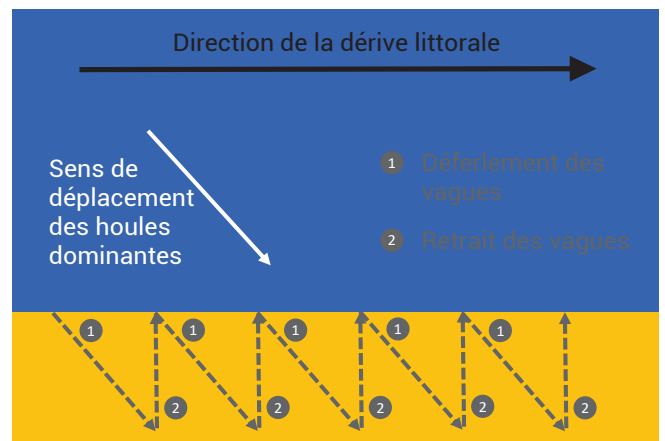 Direction de la dérive littorale
Sens de
déplacement
des houles
dominantes
1 Déferlement des
vagues
2 Retrait des vagues
1 1 1 1 1
2 2 2 2 2